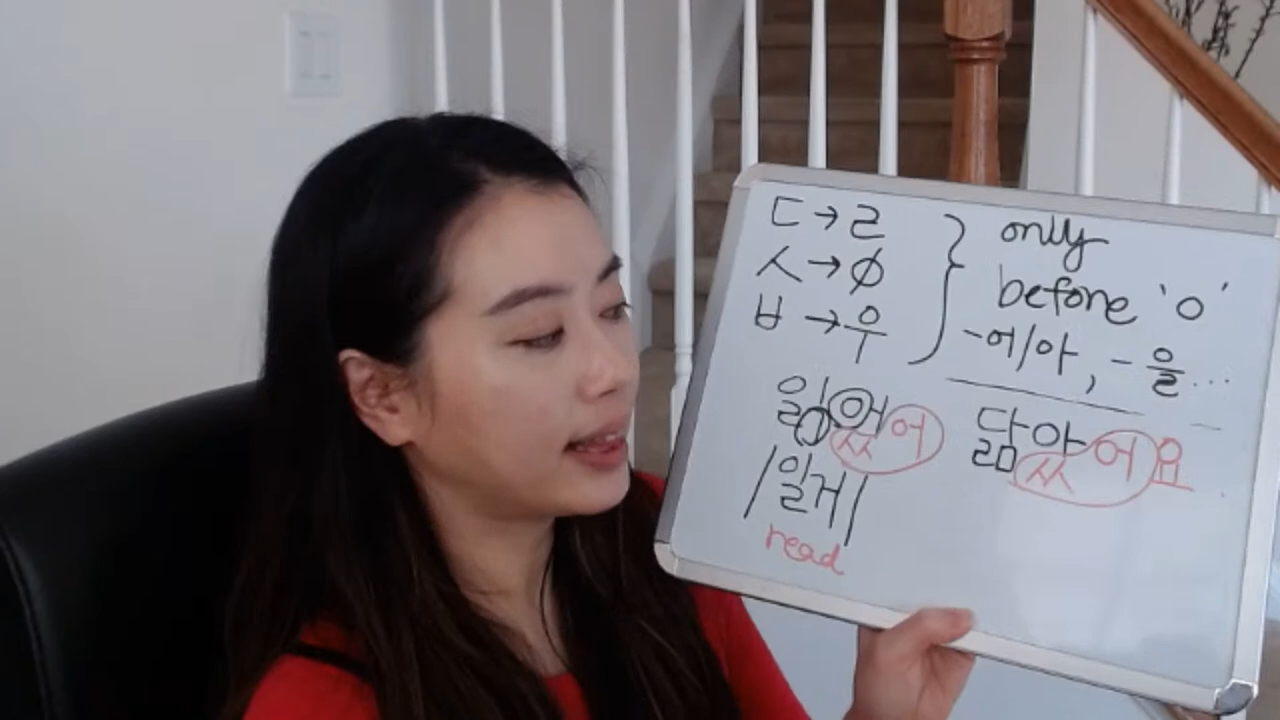 ㄷ→ㄹ
ㅅ→∅
ㅂ→우
} only
before 'ㅇ'
-어/아, -을...
읽었어
/일거/
read
닮았어요